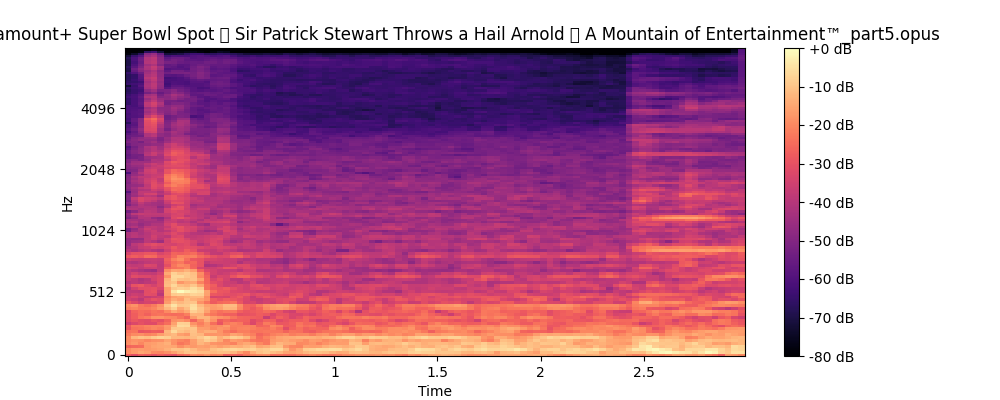 amount+ Super Bowl Spot ▯ Sir Patrick Stewart Throws a Hail Arnold ▯ A Mountain of Entertainment™ part5.opus
4096
2048
1024
512
0
Hz
0
0.5
1
1.5
2
2.5
Time
+0 dB
-10 dB
-20 dB
-30 dB
-40 dB
-50 dB
-60 dB
-70 dB
-80 dB